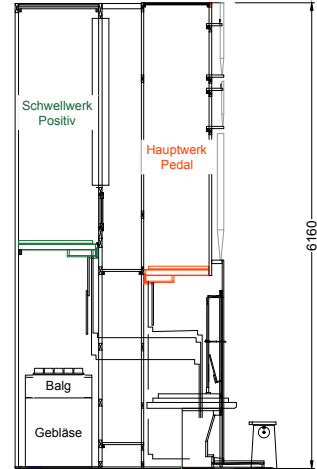 Schwellwerk
Positiv
Hauptwerk
Pedal
6160
Balg
Gebläse